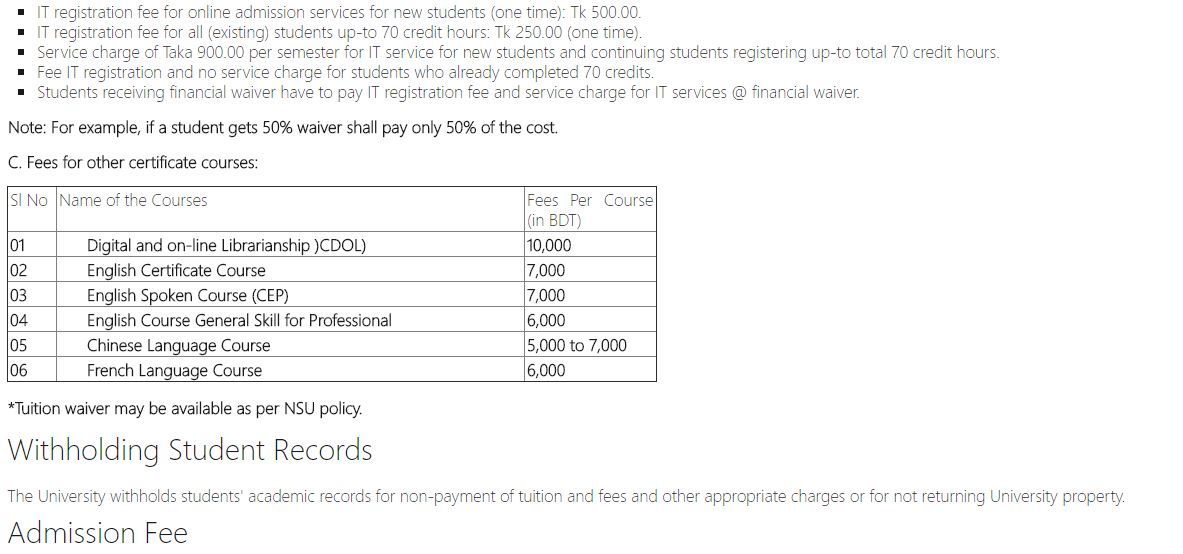 ▪ IT registration fee for online admission services for new students (one time): Tk 500.00.
▪ IT registration fee for all (existing) students up-to 70 credit hours: Tk 250.00 (one time).
▪ Service charge of Taka 900.00 per semester for IT service for new students and continuing students registering up-to total 70 credit hours.
▪ Fee IT registration and no service charge for students who already completed 70 credits.
▪ Students receiving financial waiver have to pay IT registration fee and service charge for IT services @ financial waiver.
Note: For example, if a student gets 50% waiver shall pay only 50% of the cost.
C. Fees for other certificate courses:
Sl No Name of the Courses Fees Per Course
(in BDT)
01 Digital and on-line Librarianship )CDOL) 10,000
02 English Certificate Course 7,000
03 English Spoken Course (CEP) 7,000
04 English Course General Skill for Professional 6,000
05 Chinese Language Course 5,000 to 7,000
06 French Language Course 6,000
*Tuition waiver may be available as per NSU policy.
Withholding Student Records
The University withholds students' academic records for non-payment of tuition and fees and other appropriate charges or for not returning University property.
Admission Fee